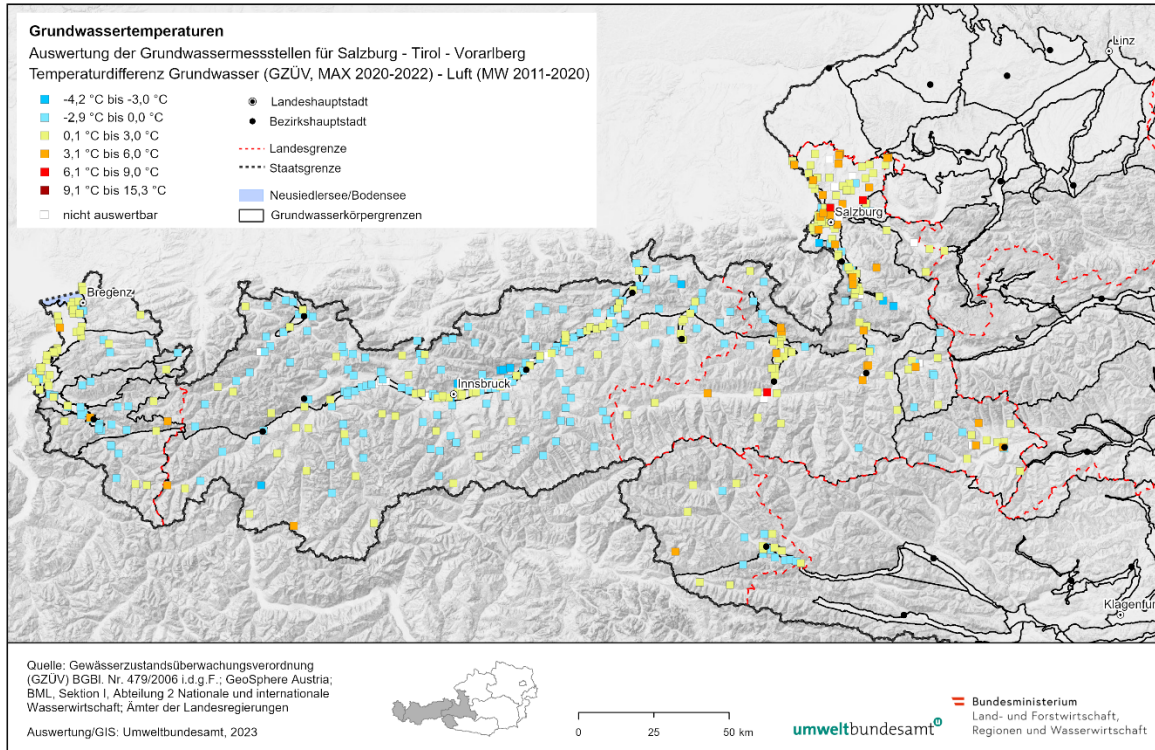 Grundwassertemperaturen
Auswertung der Grundwassermessstellen für Salzburg - Tirol - Vorarlberg
Temperaturdifferenz Grundwasser (GZÜV, MAX 2020-2022) - Luft (MW 2011-2020)
-4,2 °C bis -3,0 °C
-2,9 °C bis 0,0 °C
0,1 °C bis 3,0 °C
3,1 °C bis 6,0 °C
6,1 °C bis 9,0 °C
9,1 °C bis 15,3 °C
nicht auswertbar
Landeshauptstadt
Bezirkshauptstadt
Landesgrenze
Staatsgrenze
Neusiedlersee/Bodensee
Grundwasserkörpergrenzen
Linz
Salzburg
Bregenz
Innsbruck
Klagenfur
Quelle: Gewässerzustandsüberwachungsverordnung
(GZÜV) BGBl. Nr. 479/2006 i.d.g.F.; GeoSphere Austria;
BML, Sektion I, Abteilung 2 Nationale und internationale
Wasserwirtschaft; Ämter der Landesregierungen
Auswertung/GIS: Umweltbundesamt, 2023
0 25 50 km
umweltbundesamt
Bundesministerium
Land- und Forstwirtschaft,
Regionen und Wasserwirtschaft